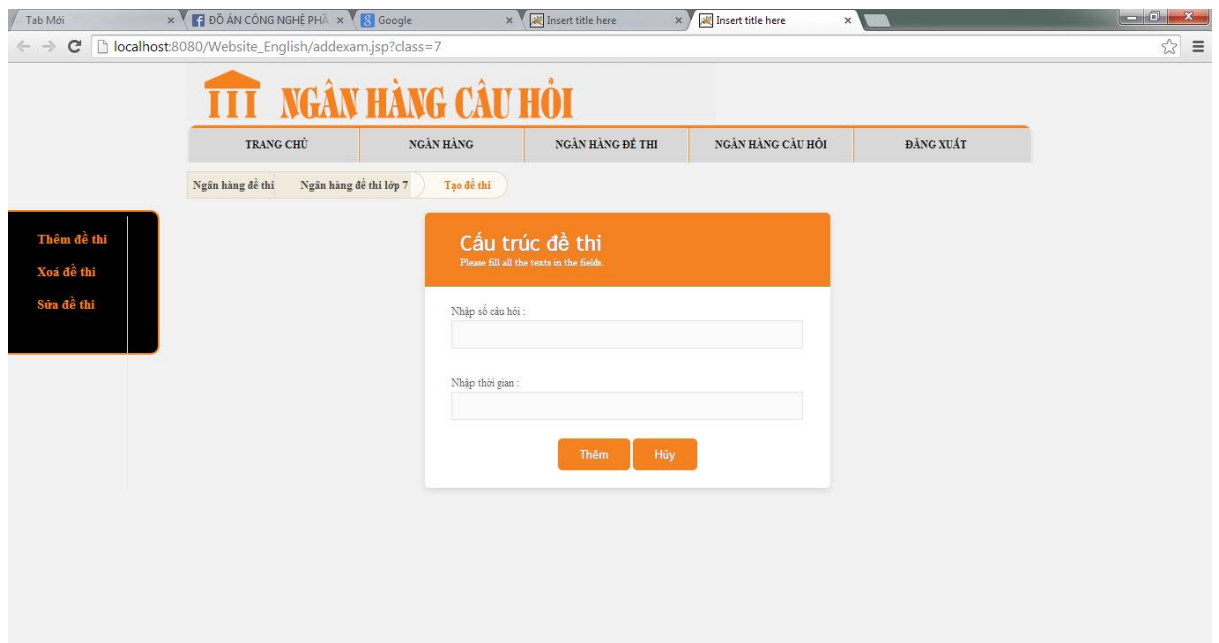 Tab Mới
ĐỒ ÁN CÔNG NGHỆ PHẦ
Google
Insert title here
Insert title here
localhost:8080/Website_English/addexam.jsp?class=7
NGÂN HÀNG CÂU HỎI
TRANG CHỦ NGÂN HÀNG NGÂN HÀNG ĐỀ THI NGÂN HÀNG CÂU HỎI ĐĂNG XUẤT
Ngân hàng đề thi Ngân hàng đề thi lớp 7 Tạo đề thi
Thêm đề thi
Xoá đề thi
Sửa đề thi
Cấu trúc đề thi
Please fill all the texts in the fields.
Nhập số câu hỏi :
Nhập thời gian :
Thêm Hủy